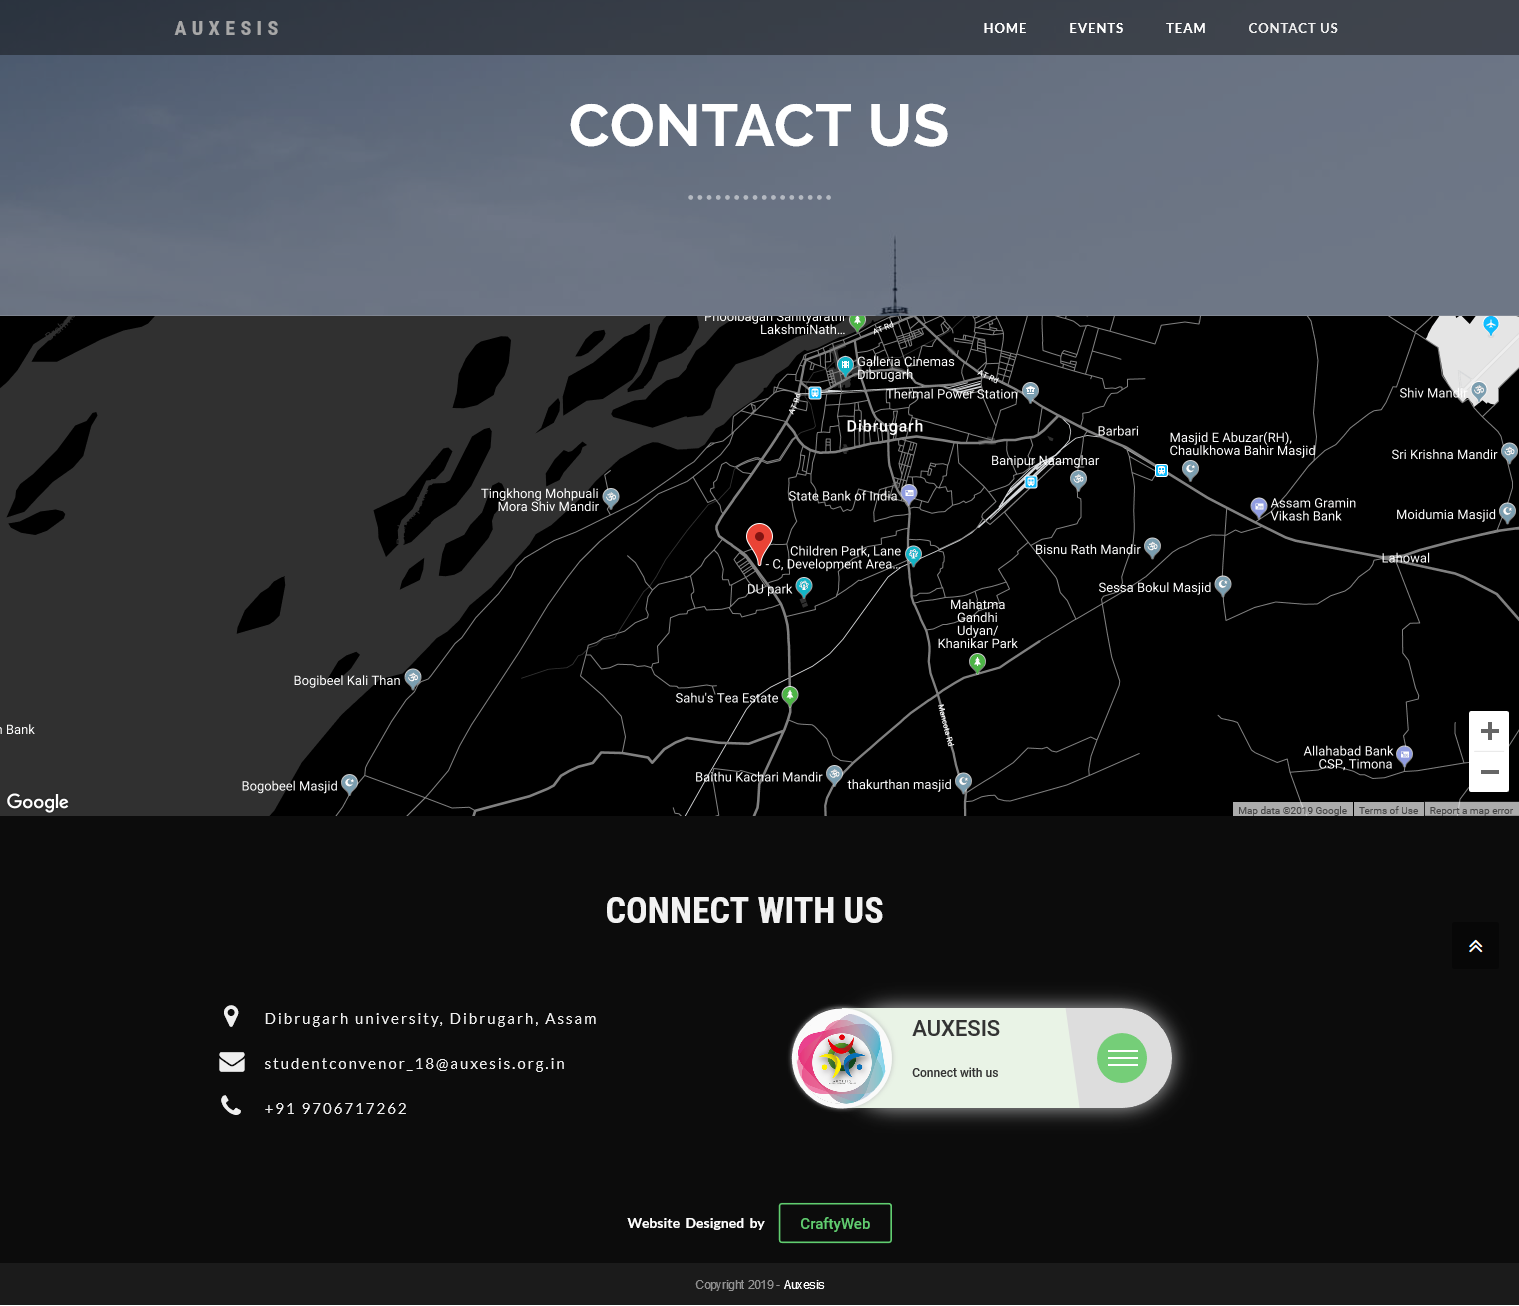 AUXESIS
HOME
EVENTS
TEAM
CONTACT US
CONTACT US
LakshmiNath...
AT Rd
Galleria Cinemas
Dibrugarh
AT Rd
Thermal Power Station
AT Rd
Shiv Mandir
Dibrugarh
Barbari
Masjid E Abuzar(RH),
Chaulkhowa Bahir Masjid
Sri Krishna Mandir
Banipur Naamghar
Tingkhong Mohpuali
Mora Shiv Mandir
State Bank of India
Assam Gramin
Vikash Bank
Moidumia Masjid
Children Park, Lane
- C, Development Area...
Bisnu Rath Mandir
Lahowal
DU park
Sessa Bokul Masjid
Mahatma
Gandhi
Udyan/
Khanikar Park
Bogibeel Kali Than
Sahu's Tea Estate
Mancota Rd
Bank
Allahabad Bank
CSP, Timona
Baithu Kachari Mandir
thakurthan masjid
Bogobeel Masjid
Google
Map data ©2019 Google
Terms of Use
Report a map error
CONNECT WITH US
Dibrugarh university, Dibrugarh, Assam
studentconvenor_18@auxesis.org.in
+91 9706717262
AUXESIS
Connect with us
Website Designed by
CraftyWeb
Copyright 2019 - Auxesis